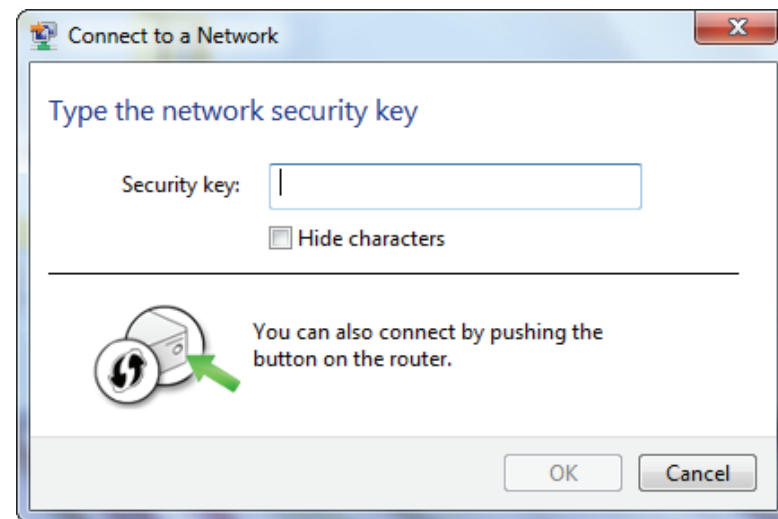 Connect to a Network
Type the network security key
Security key:
Hide characters
You can also connect by pushing the
button on the router.
OK
Cancel